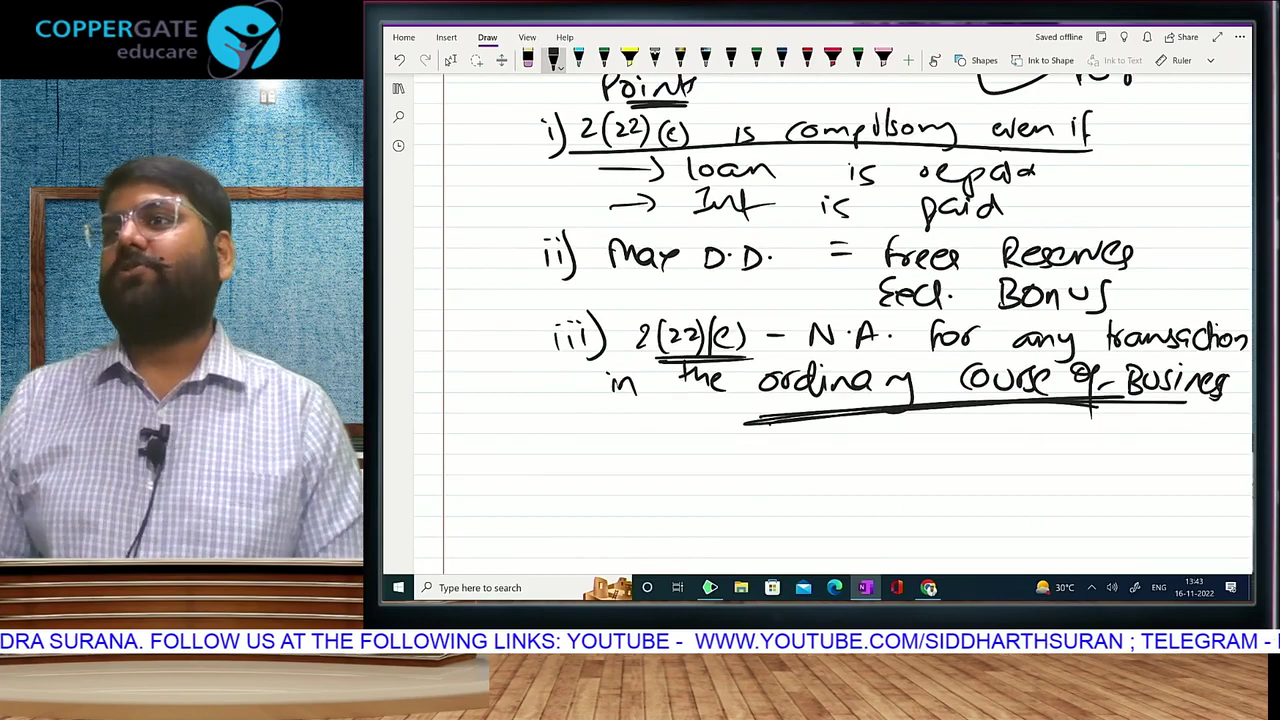 COPPERGATE
educare
Home Insert Draw View Help
Saved offline
Share
Shapes
Ink to Shape
Ink to Text
Ruler
Points
i) 2(22)(e) is compulsory even if
→ loan is repaid
→ Int is paid
ii) Max D.D. = Free Reserves
Excl. Bonus
iii) 2(22)(e) - N.A. for any transaction
in the ordinary course of Business
Type here to search
30°C
ENG
13:43
16-11-2022
DRA SURANA. FOLLOW US AT THE FOLLOWING LINKS: YOUTUBE - WWW.YOUTUBE.COM/SIDDHARTHSURAN ; TELEGRAM -